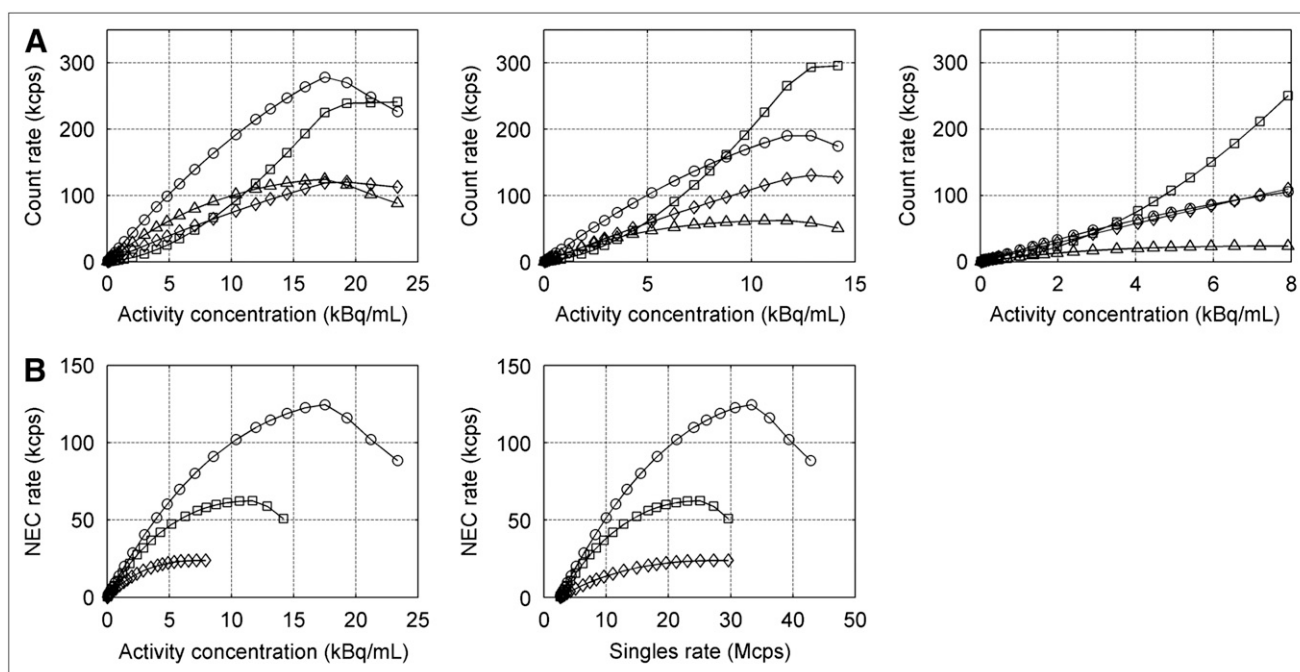 A
Count rate (kcps)
300
200
100
0
0 5 10 15 20 25
Activity concentration (kBq/mL)
Count rate (kcps)
300
200
100
0
0 5 10 15
Activity concentration (kBq/mL)
Count rate (kcps)
300
200
100
0
0 2 4 6 8
Activity concentration (kBq/mL)
B
NEC rate (kcps)
150
100
50
0
0 5 10 15 20 25
Activity concentration (kBq/mL)
NEC rate (kcps)
150
100
50
0
0 10 20 30 40 50
Singles rate (Mcps)